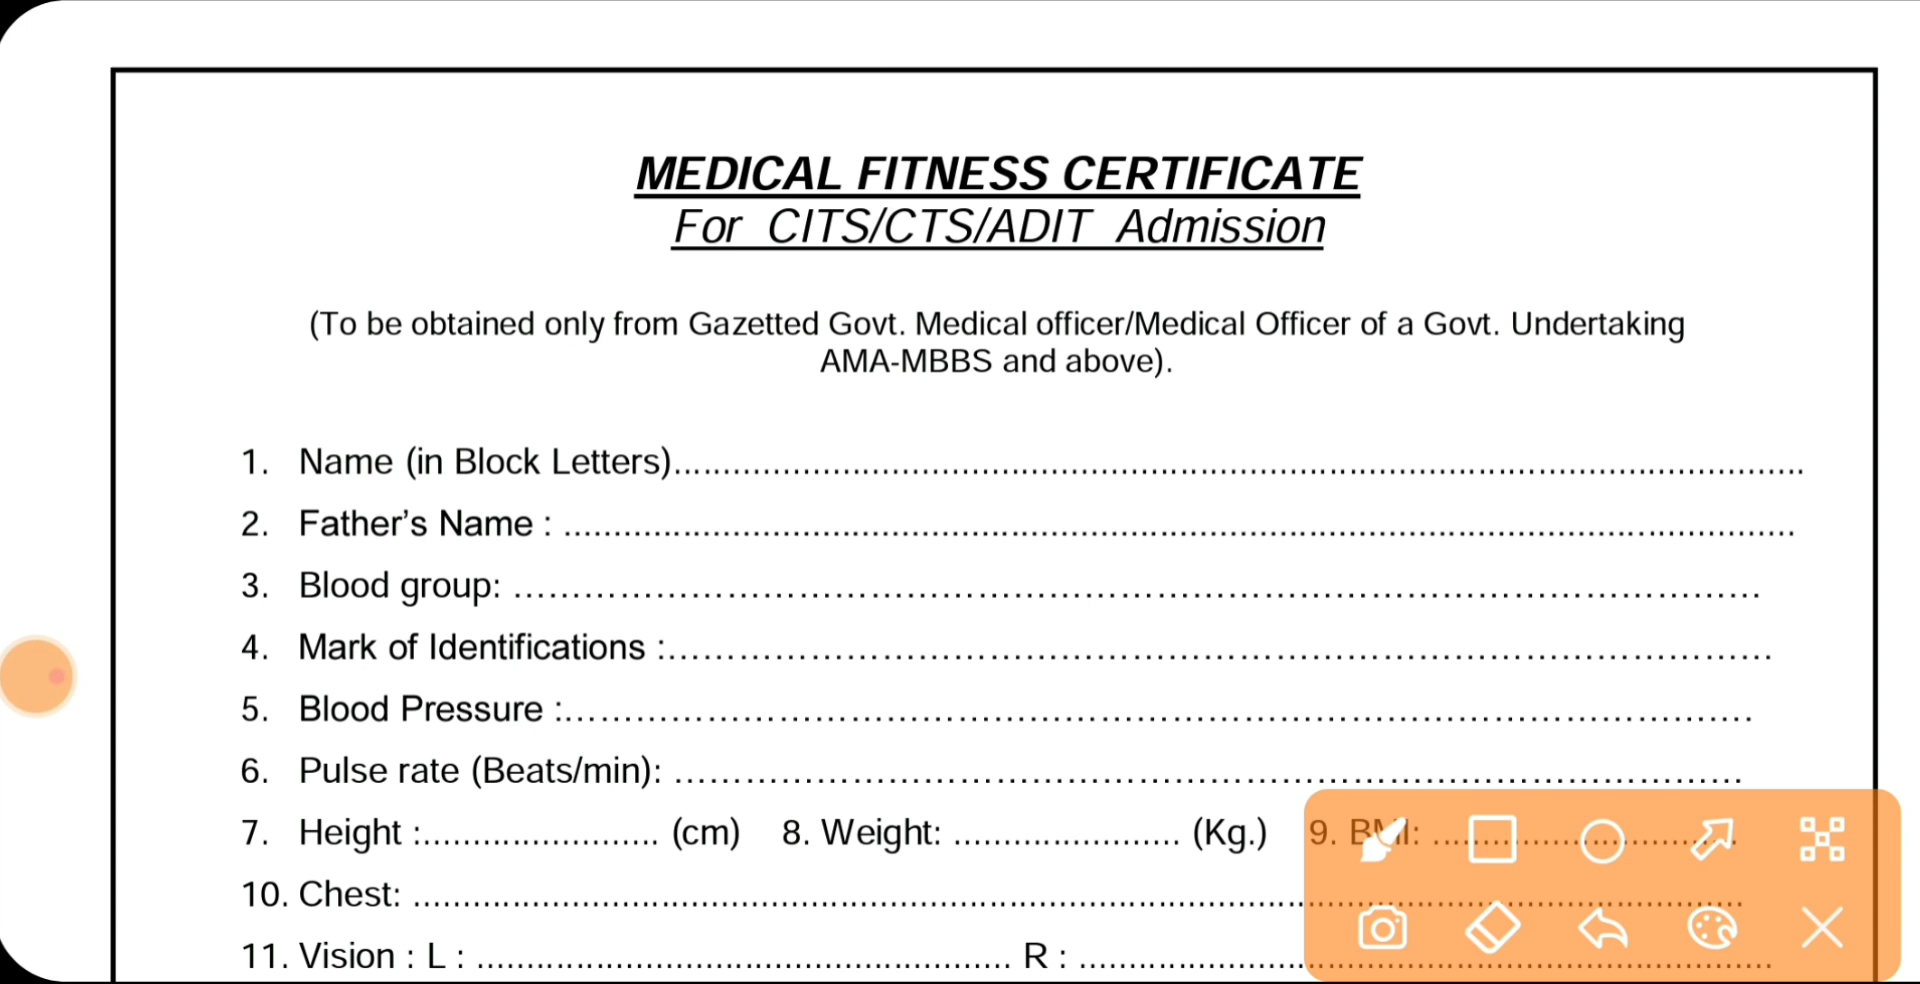 MEDICAL FITNESS CERTIFICATE
For CITS/CTS/ADIT Admission
(To be obtained only from Gazetted Govt. Medical officer/Medical Officer of a Govt. Undertaking
AMA-MBBS and above).
1. Name (in Block Letters)..........................................................................................
2. Father's Name : ..........................................................................................
3. Blood group: ..........................................................................................
4. Mark of Identifications :..........................................................................................
5. Blood Pressure :..........................................................................................
6. Pulse rate (Beats/min): ..........................................................................................
7. Height :........................ (cm) 8. Weight: ....................... (Kg.) 9. BMI: ..............................
10. Chest: ..........................................................................................
11. Vision : L : ...................................................... R : ......................................................